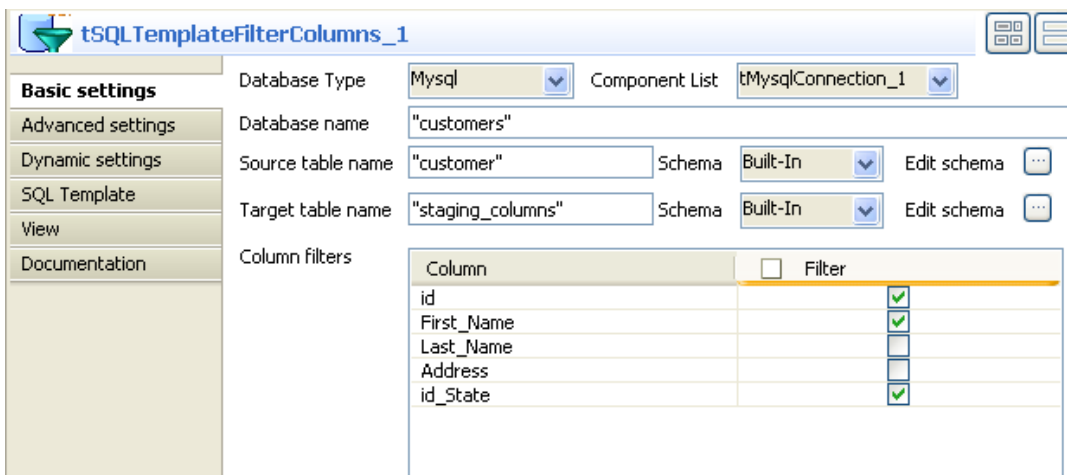 tSQLTemplateFilterColumns_1
Basic settings
Advanced settings
Dynamic settings
SQL Template
View
Documentation
Database Type Mysql Component List tMysqlConnection_1
Database name "customers"
Source table name "customer" Schema Built-In Edit schema ...
Target table name "staging_columns" Schema Built-In Edit schema ...
Column filters
Column Filter
id
First_Name
Last_Name
Address
id_State